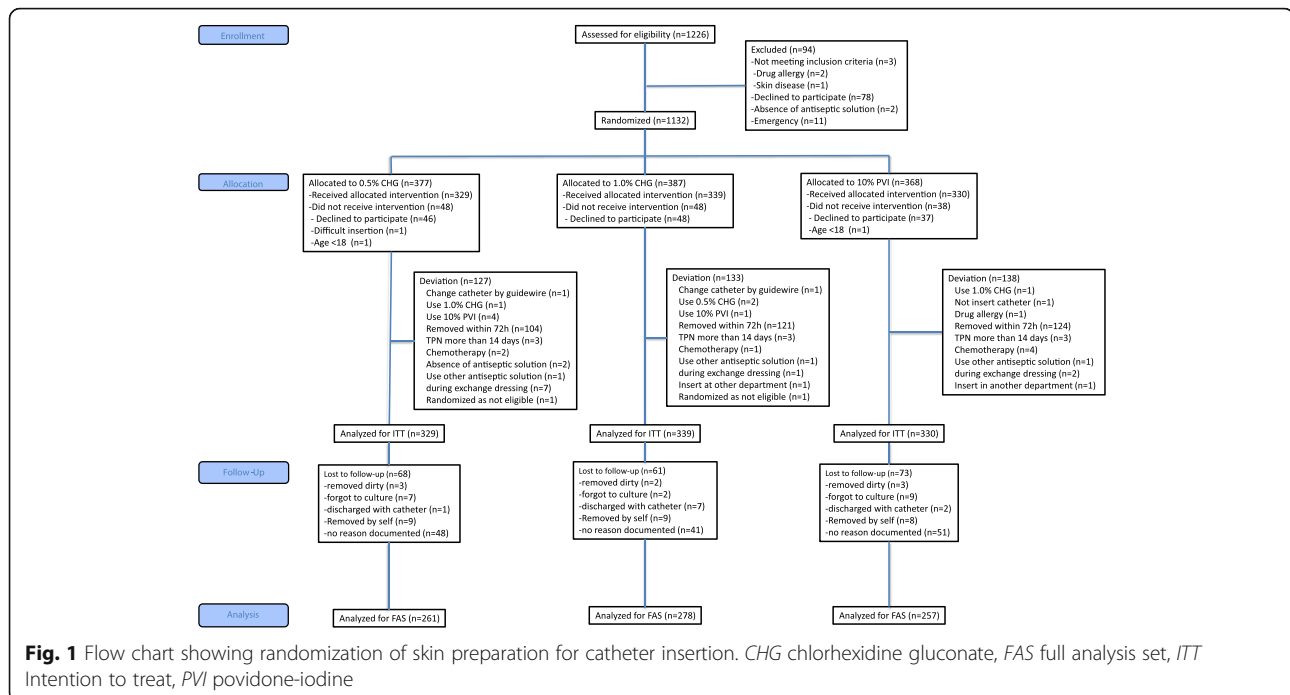 Enrollment
Assessed for eligibility (n=1226)
Excluded (n=94)
-Not meeting inclusion criteria (n=3)
-Drug allergy (n=2)
-Skin disease (n=1)
-Declined to participate (n=78)
-Absence of antiseptic solution (n=2)
-Emergency (n=11)
Randomized (n=1132)
Allocation
Allocated to 0.5% CHG (n=377)
-Received allocated intervention (n=329)
-Did not receive intervention (n=48)
- Declined to participate (n=46)
-Difficult insertion (n=1)
-Age <18 (n=1)
Allocated to 1.0% CHG (n=387)
-Received allocated intervention (n=339)
-Did not receive intervention (n=48)
- Declined to participate (n=48)
Allocated to 10% PVI (n=368)
-Received allocated intervention (n=330)
-Did not receive intervention (n=38)
- Declined to participate (n=37)
-Age <18 (n=1)
Deviation (n=127)
Change catheter by guidewire (n=1)
Use 1.0% CHG (n=1)
Use 10% PVI (n=4)
Removed within 72h (n=104)
TPN more than 14 days (n=3)
Chemotherapy (n=2)
Absence of antiseptic solution (n=2)
Use other antiseptic solution (n=1)
during exchange dressing (n=7)
Randomized as not eligible (n=1)
Deviation (n=133)
Change catheter by guidewire (n=1)
Use 0.5% CHG (n=2)
Use 10% PVI (n=1)
Removed within 72h (n=121)
TPN more than 14 days (n=3)
Chemotherapy (n=1)
Use other antiseptic solution (n=1)
during exchange dressing (n=1)
Insert at other department (n=1)
Randomized as not eligible (n=1)
Deviation (n=138)
Use 1.0% CHG (n=1)
Not insert catheter (n=1)
Drug allergy (n=1)
Removed within 72h (n=124)
TPN more than 14 days (n=3)
Chemotherapy (n=4)
Use other antiseptic solution (n=1)
during exchange dressing (n=2)
Insert in another department (n=1)
Analyzed for ITT (n=329)
Analyzed for ITT (n=339)
Analyzed for ITT (n=330)
Follow-Up
Lost to follow-up (n=68)
-removed dirty (n=3)
-forgot to culture (n=7)
-discharged with catheter (n=1)
-Removed by self (n=9)
-no reason documented (n=48)
Lost to follow-up (n=61)
-removed dirty (n=2)
-forgot to culture (n=2)
-discharged with catheter (n=7)
-Removed by self (n=9)
-no reason documented (n=41)
Lost to follow-up (n=73)
-removed dirty (n=3)
-forgot to culture (n=9)
-discharged with catheter (n=2)
-Removed by self (n=8)
-no reason documented (n=51)
Analysis
Analyzed for FAS (n=261)
Analyzed for FAS (n=278)
Analyzed for FAS (n=257)
Fig. 1 Flow chart showing randomization of skin preparation for catheter insertion. CHG chlorhexidine gluconate, FAS full analysis set, ITT
Intention to treat, PVI povidone-iodine